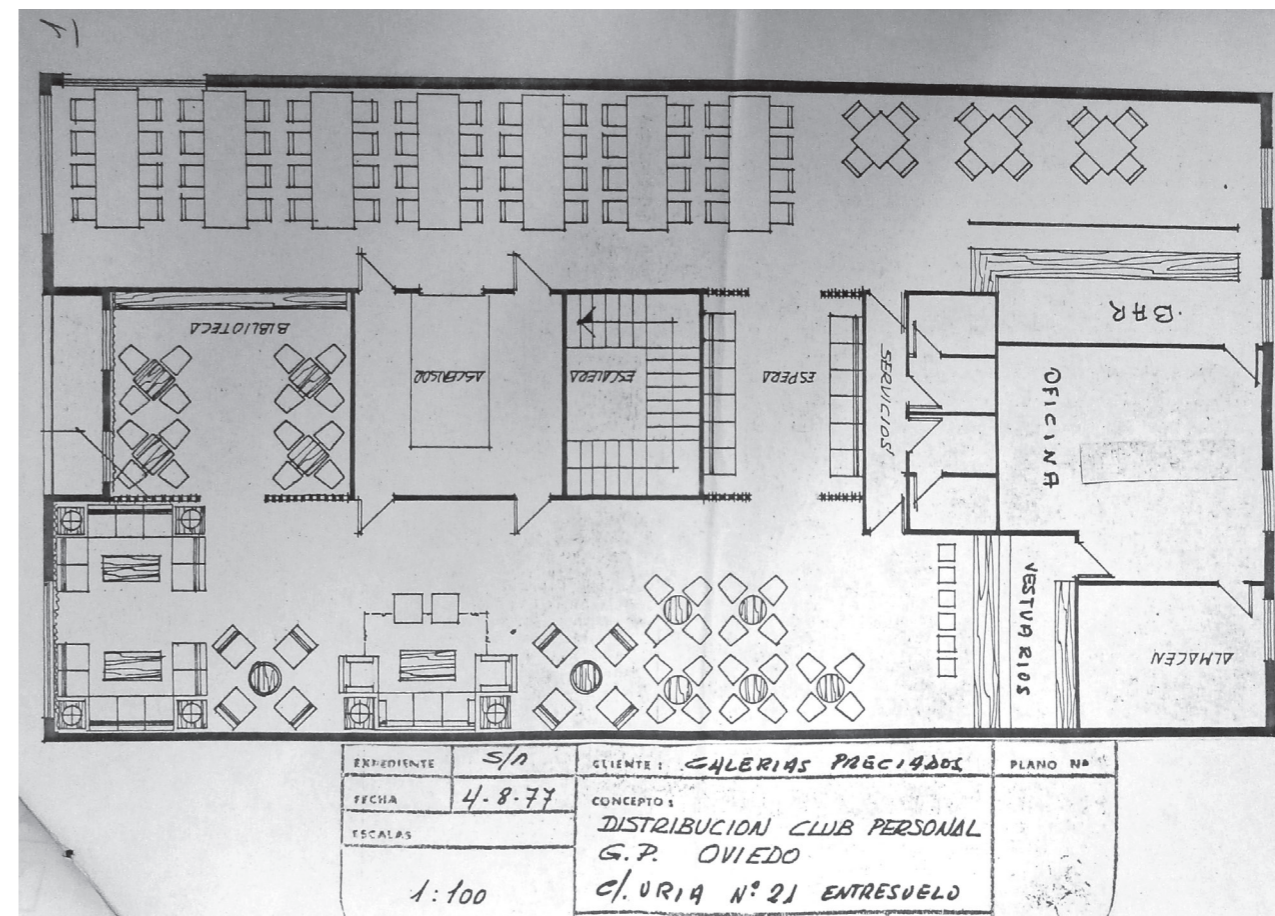 BAR
BIBLIOTECA
ASCENSOR
ESCALERA
ESPERA
SERVICIOS
OFICINA
VESTUARIOS
ALMACEN
EXPEDIENTE S/n
FECHA 4-8-77
ESCALAS
1:100
CLIENTE: GALERIAS PRECIADOS
CONCEPTO:
DISTRIBUCION CLUB PERSONAL
G.P. OVIEDO
C/. URIA Nº 21 ENTRESUELO
PLANO Nº